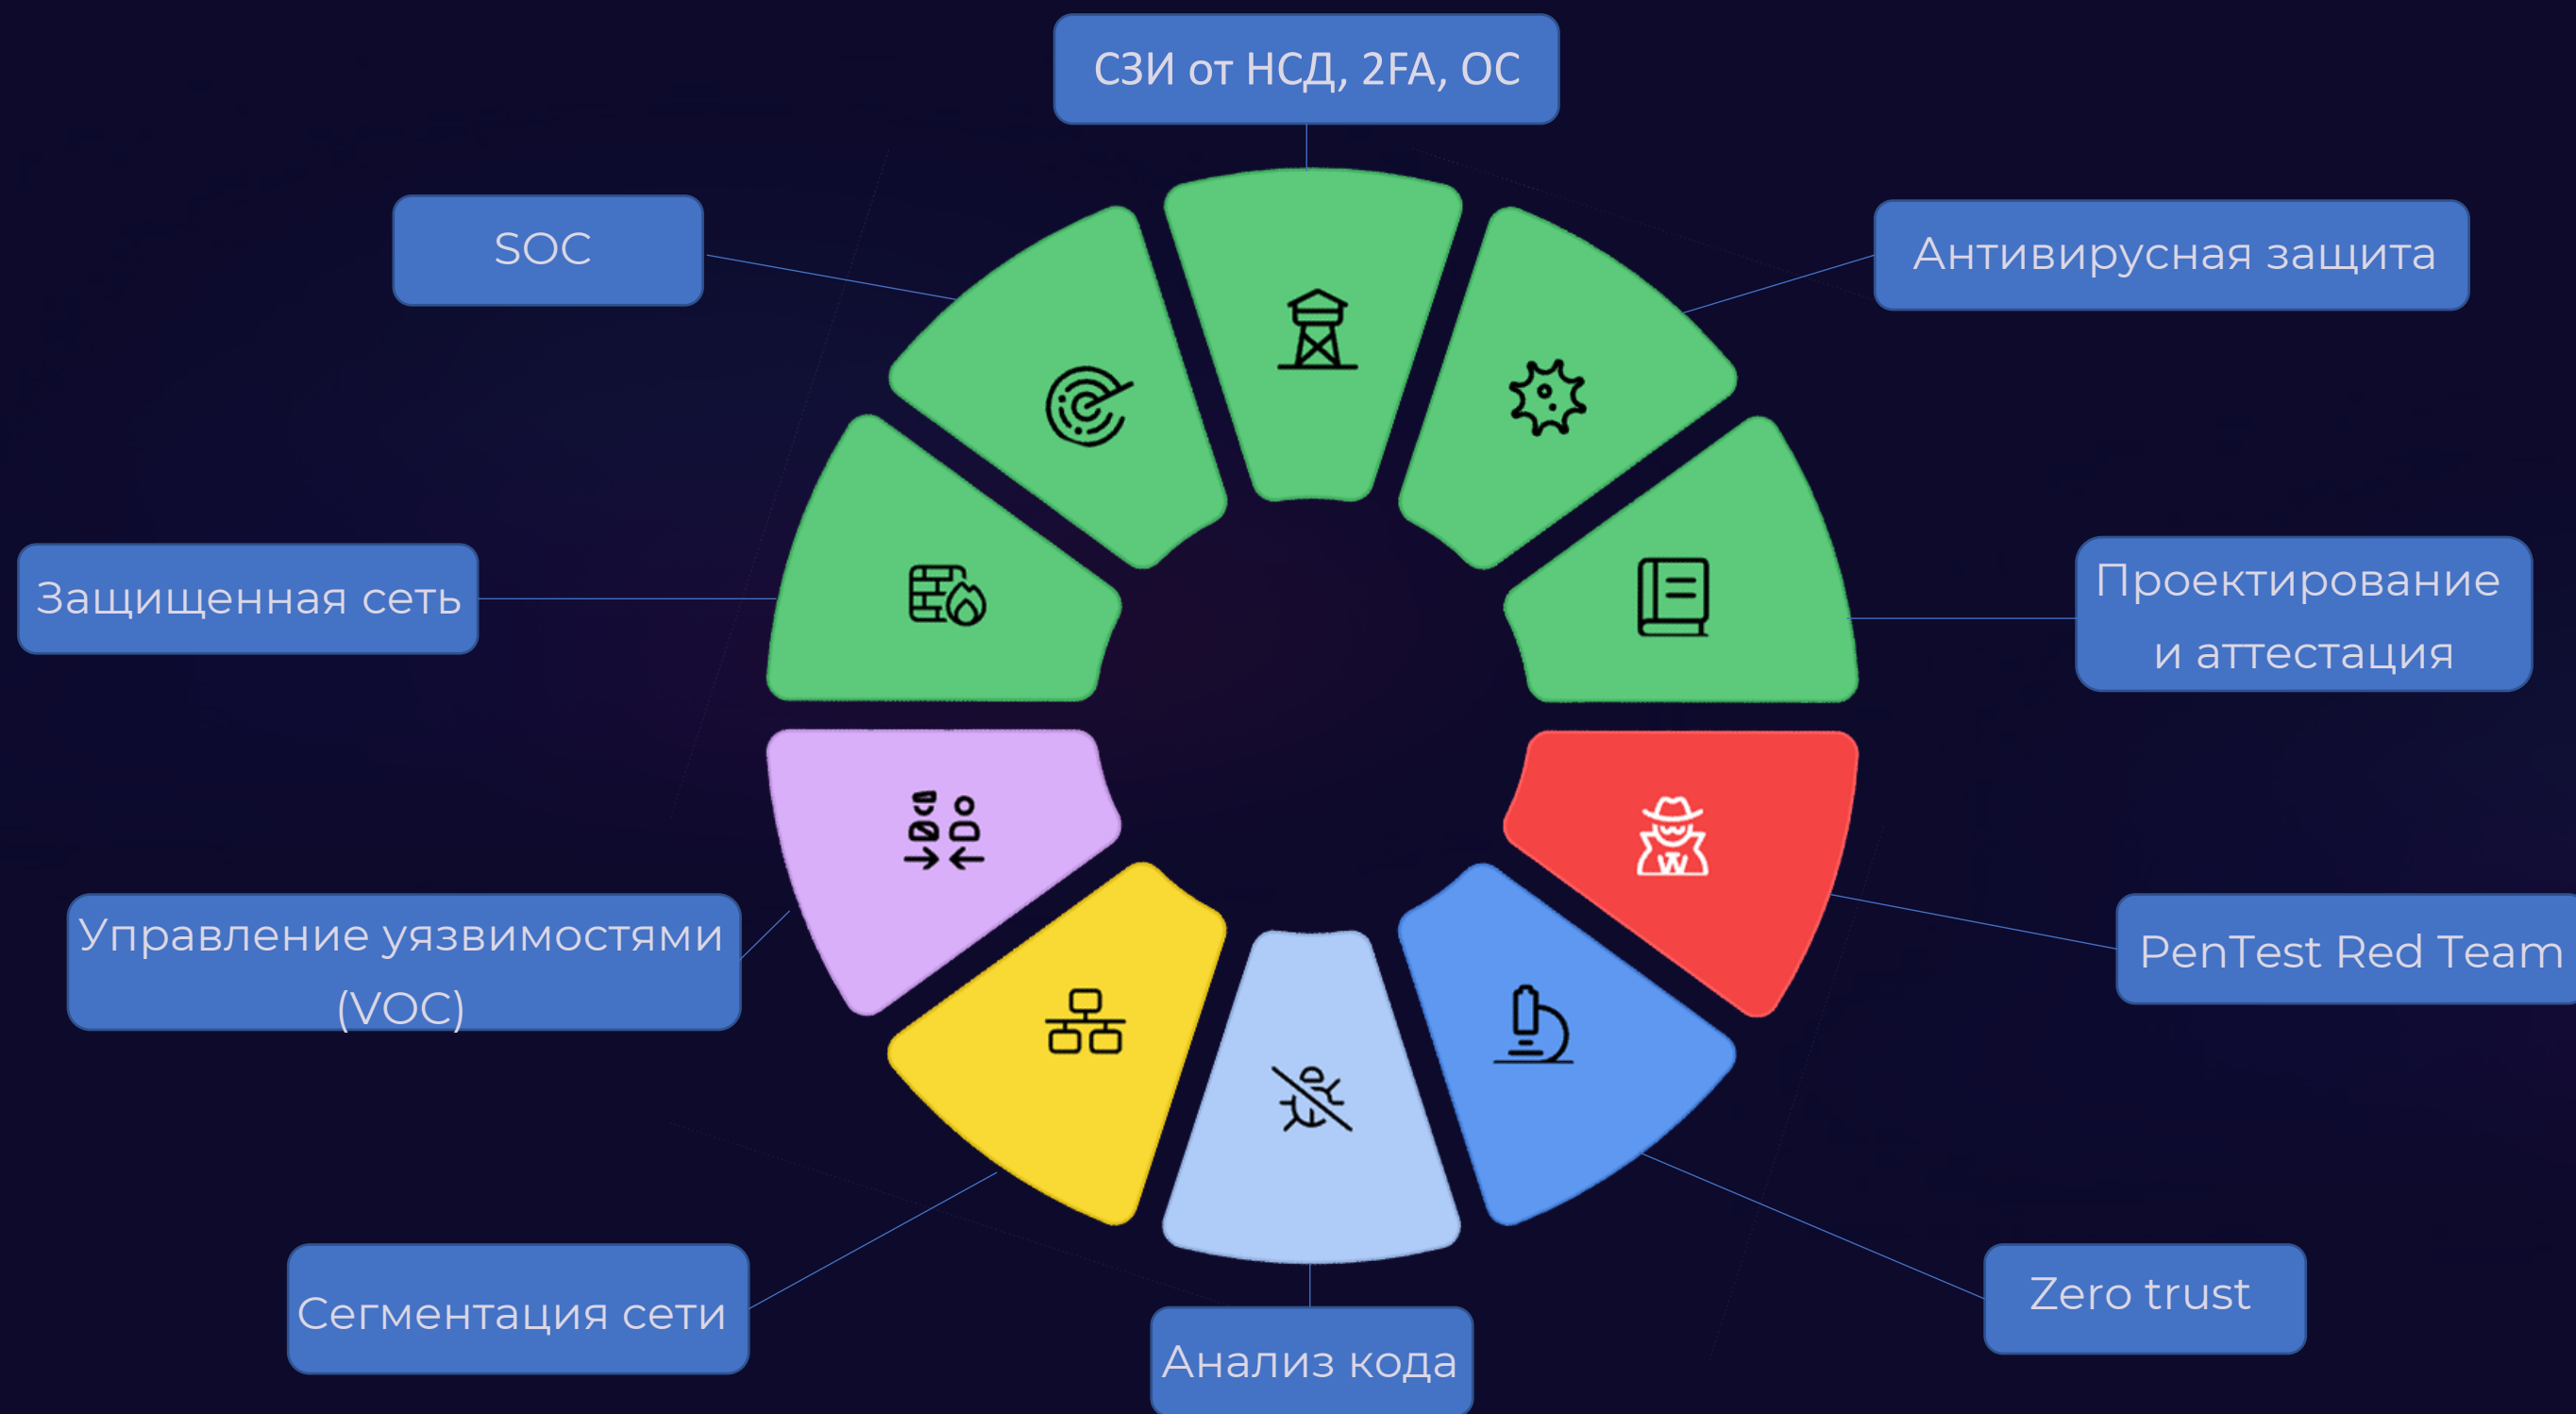 СЗИ от НСД, 2FA, ОС
SOC
Антивирусная защита
Защищенная сеть
Проектирование
и аттестация
Управление уязвимостями
(VOC)
PenTest Red Team
Сегментация сети
Zero trust
Анализ кода